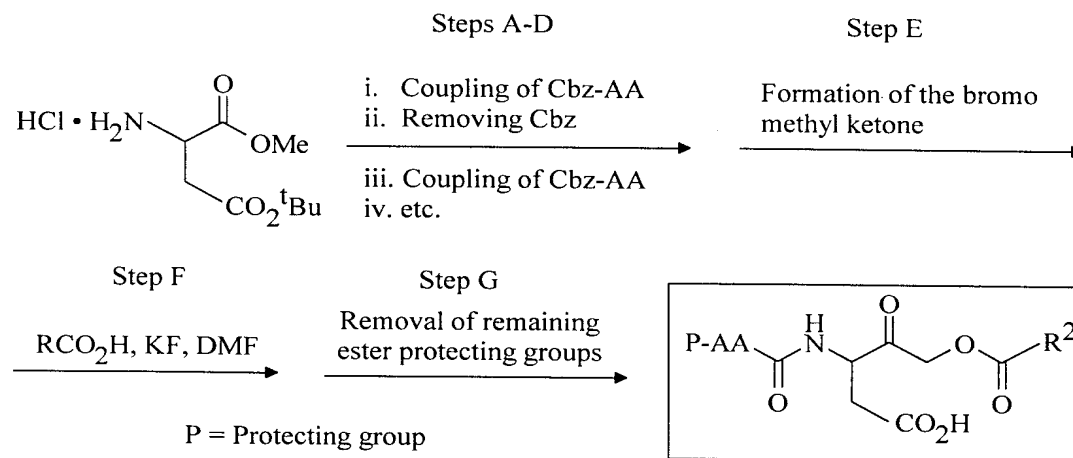 Steps A-D
Step E
i. Coupling of Cbz-AA
ii. Removing Cbz
iii. Coupling of Cbz-AA
iv. etc.
Formation of the bromo
methyl ketone
O
HCl • H2N
OMe
CO2tBu
Step F
Step G
RCO2H, KF, DMF
Removal of remaining
ester protecting groups
P-AA
H
N
O
O
R2
O
O
CO2H
P = Protecting group